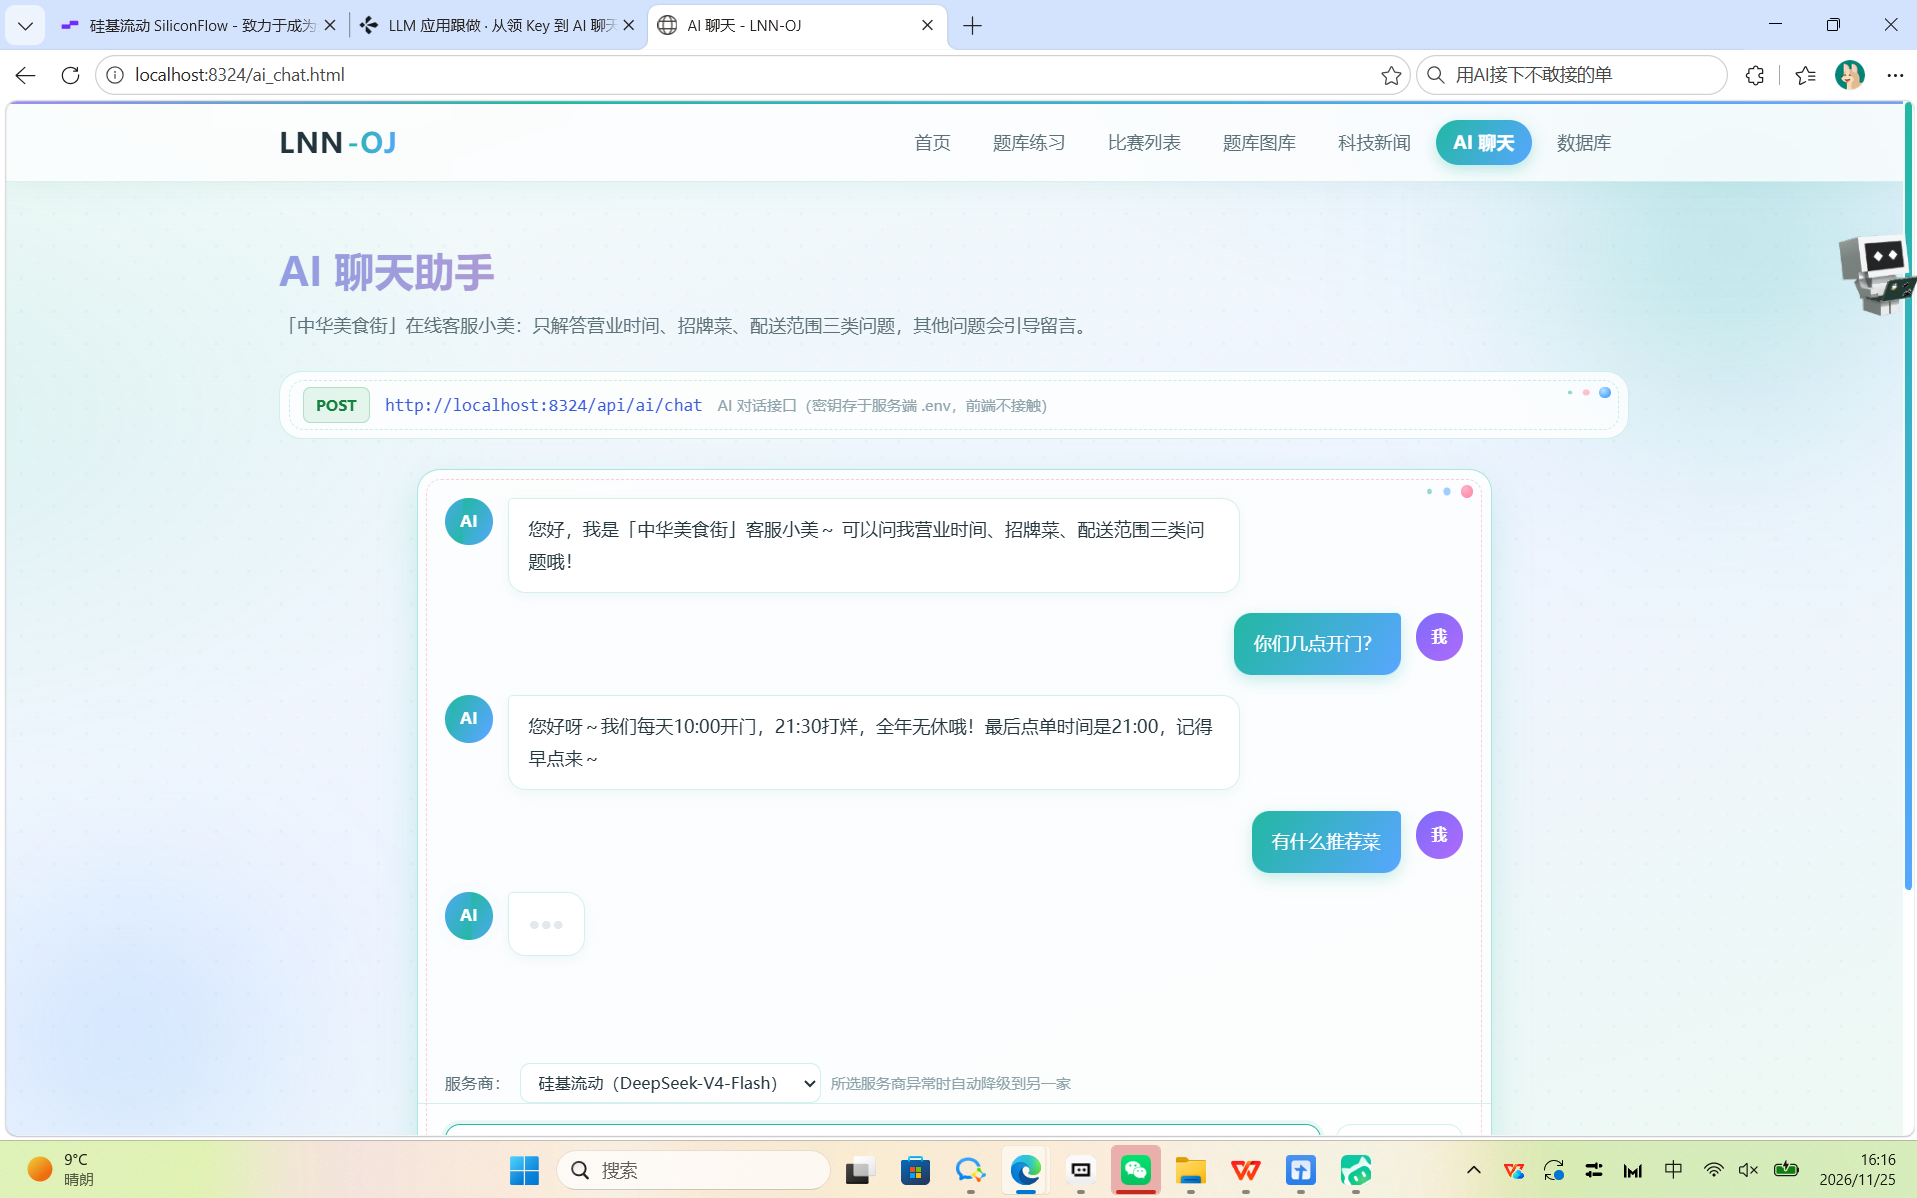 硅基流动 SiliconFlow - 致力于成为
LLM 应用跟做 · 从领 Key 到 AI 聊天
AI 聊天 - LNN-OJ
localhost:8324/ai_chat.html
用AI接下不敢接的单
LNN-OJ
首页
题库练习
比赛列表
题库图库
科技新闻
AI 聊天
数据库
AI 聊天助手
「中华美食街」在线客服小美：只解答营业时间、招牌菜、配送范围三类问题，其他问题会引导留言。
POST http://localhost:8324/api/ai/chat AI 对话接口（密钥存于服务端 .env，前端不接触）
AI
您好，我是「中华美食街」客服小美～ 可以问我营业时间、招牌菜、配送范围三类问
题哦！
你们几点开门？
我
AI
您好呀～我们每天10:00开门，21:30打烊，全年无休哦！最后点单时间是21:00，记得
早点来～
有什么推荐菜
我
AI
服务商：
硅基流动（DeepSeek-V4-Flash）
所选服务商异常时自动降级到另一家
9°C
晴朗
搜索
中
16:16
2026/11/25